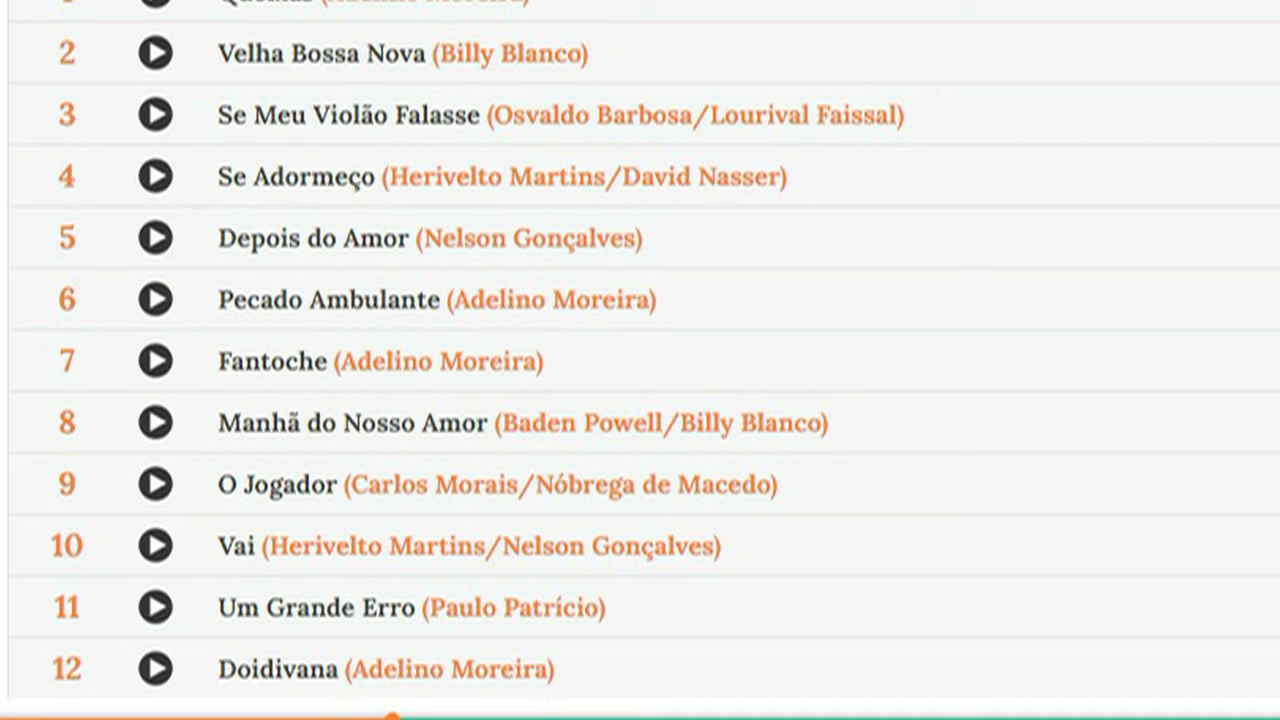 2 Velha Bossa Nova (Billy Blanco)
3 Se Meu Violão Falasse (Osvaldo Barbosa/Lourival Faissal)
4 Se Adormeço (Herivelto Martins/David Nasser)
5 Depois do Amor (Nelson Gonçalves)
6 Pecado Ambulante (Adelino Moreira)
7 Fantoche (Adelino Moreira)
8 Manhã do Nosso Amor (Baden Powell/Billy Blanco)
9 O Jogador (Carlos Morais/Nóbrega de Macedo)
10 Vai (Herivelto Martins/Nelson Gonçalves)
11 Um Grande Erro (Paulo Patrício)
12 Doidivana (Adelino Moreira)